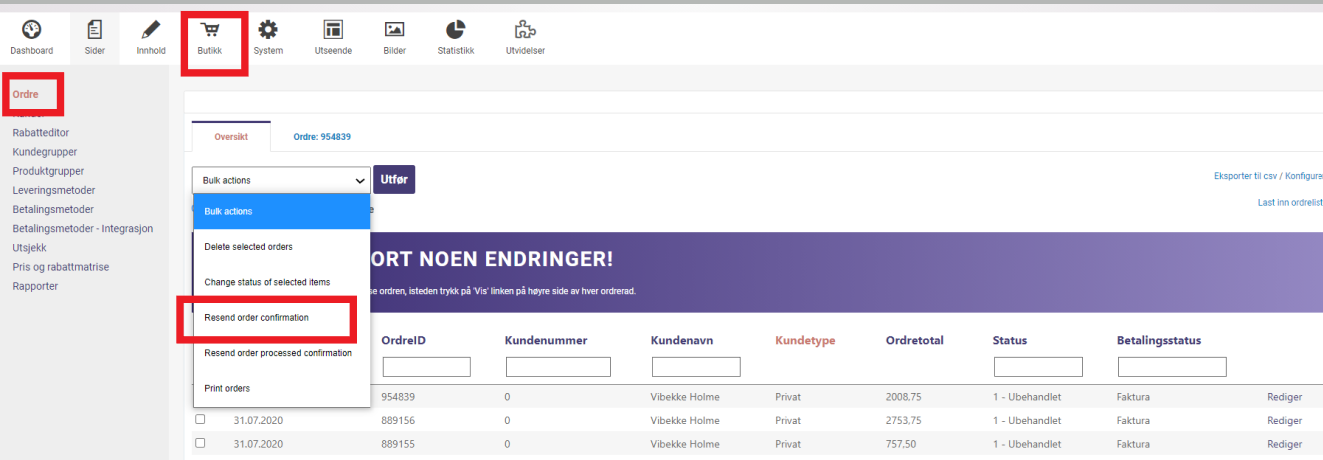 Dashboard Sider Innhold Butikk System Utseende Bilder Statistikk Utvidelser
Ordre
Rabatteditor
Kundegrupper
Produktgrupper
Leveringsmetoder
Betalingsmetoder
Betalingsmetoder - Integrasjon
Utsjekk
Pris og rabattmatrise
Rapporter
Oversikt Ordre: 954839
Bulk actions Utfør
Eksporter til csv / Konfigure
Last inn ordrelist
Bulk actions
Delete selected orders
Change status of selected items
Resend order confirmation
Resend order processed confirmation
Print orders
ORT NOEN ENDRINGER!
se ordren, isteden trykk på 'Vis' linken på høyre side av hver ordrerad.
OrdreID Kundenummer Kundenavn Kundetype Ordretotal Status Betalingsstatus
954839 0 Vibekke Holme Privat 2008,75 1 - Ubehandlet Faktura Rediger
31.07.2020 889156 0 Vibekke Holme Privat 2753,75 1 - Ubehandlet Faktura Rediger
31.07.2020 889155 0 Vibekke Holme Privat 757,50 1 - Ubehandlet Faktura Rediger